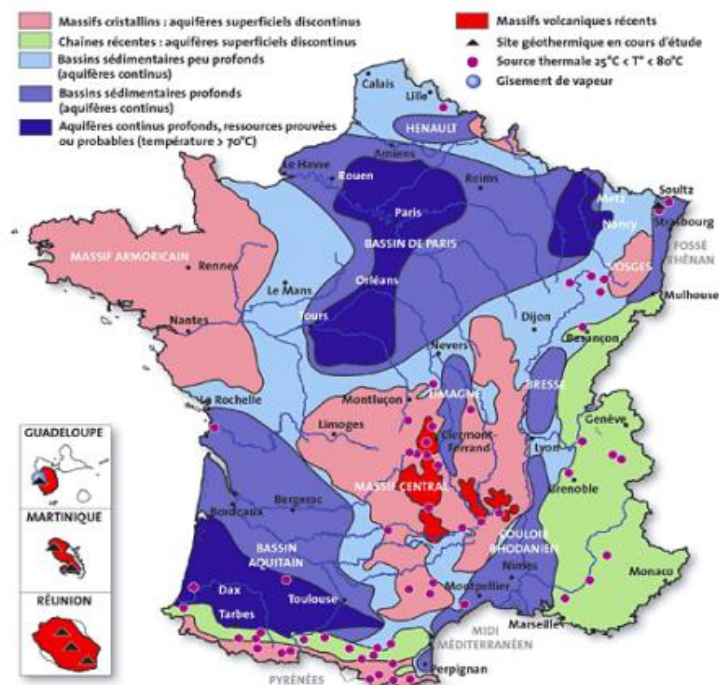 Massifs cristallins : aquifères superficiels discontinus
Chaînes récentes : aquifères superficiels discontinus
Bassins sédimentaires peu profonds
(aquifères continus)
Bassins sédimentaires profonds
(aquifères continus)
Aquifères continus profonds, ressources prouvées
ou probables (température > 70°C)
Massifs volcaniques récents
Site géothermique en cours d'étude
Source thermale 25°C < T° < 80°C
Gisement de vapeur
Calais
Lille
HENAULT
Amiens
Le Havre
Rouen
Reims
Metz
Soultz
Paris
Nancy
Strasbourg
BASSIN DE PARIS
FOSSÉ
RHÉNAN
MASSIF ARMORICAIN
Rennes
VOSGES
Orléans
Le Mans
Mulhouse
Tours
Dijon
Nantes
Besançon
Nevers
BRESSE
La Rochelle
Montluçon
LIMAGNE
Genève
Limoges
Clermont-
Ferrand
Lyon
GUADELOUPE
MASSIF CENTRAL
Grenoble
Bergerac
Bordeaux
MARTINIQUE
COULOIR
RHODANIEN
BASSIN
AQUITAIN
Nîmes
Monaco
Dax
Montpellier
Toulouse
RÉUNION
Tarbes
Marseille
MIDI
MÉDITERRANÉEN
Perpignan
PYRÉNÉES